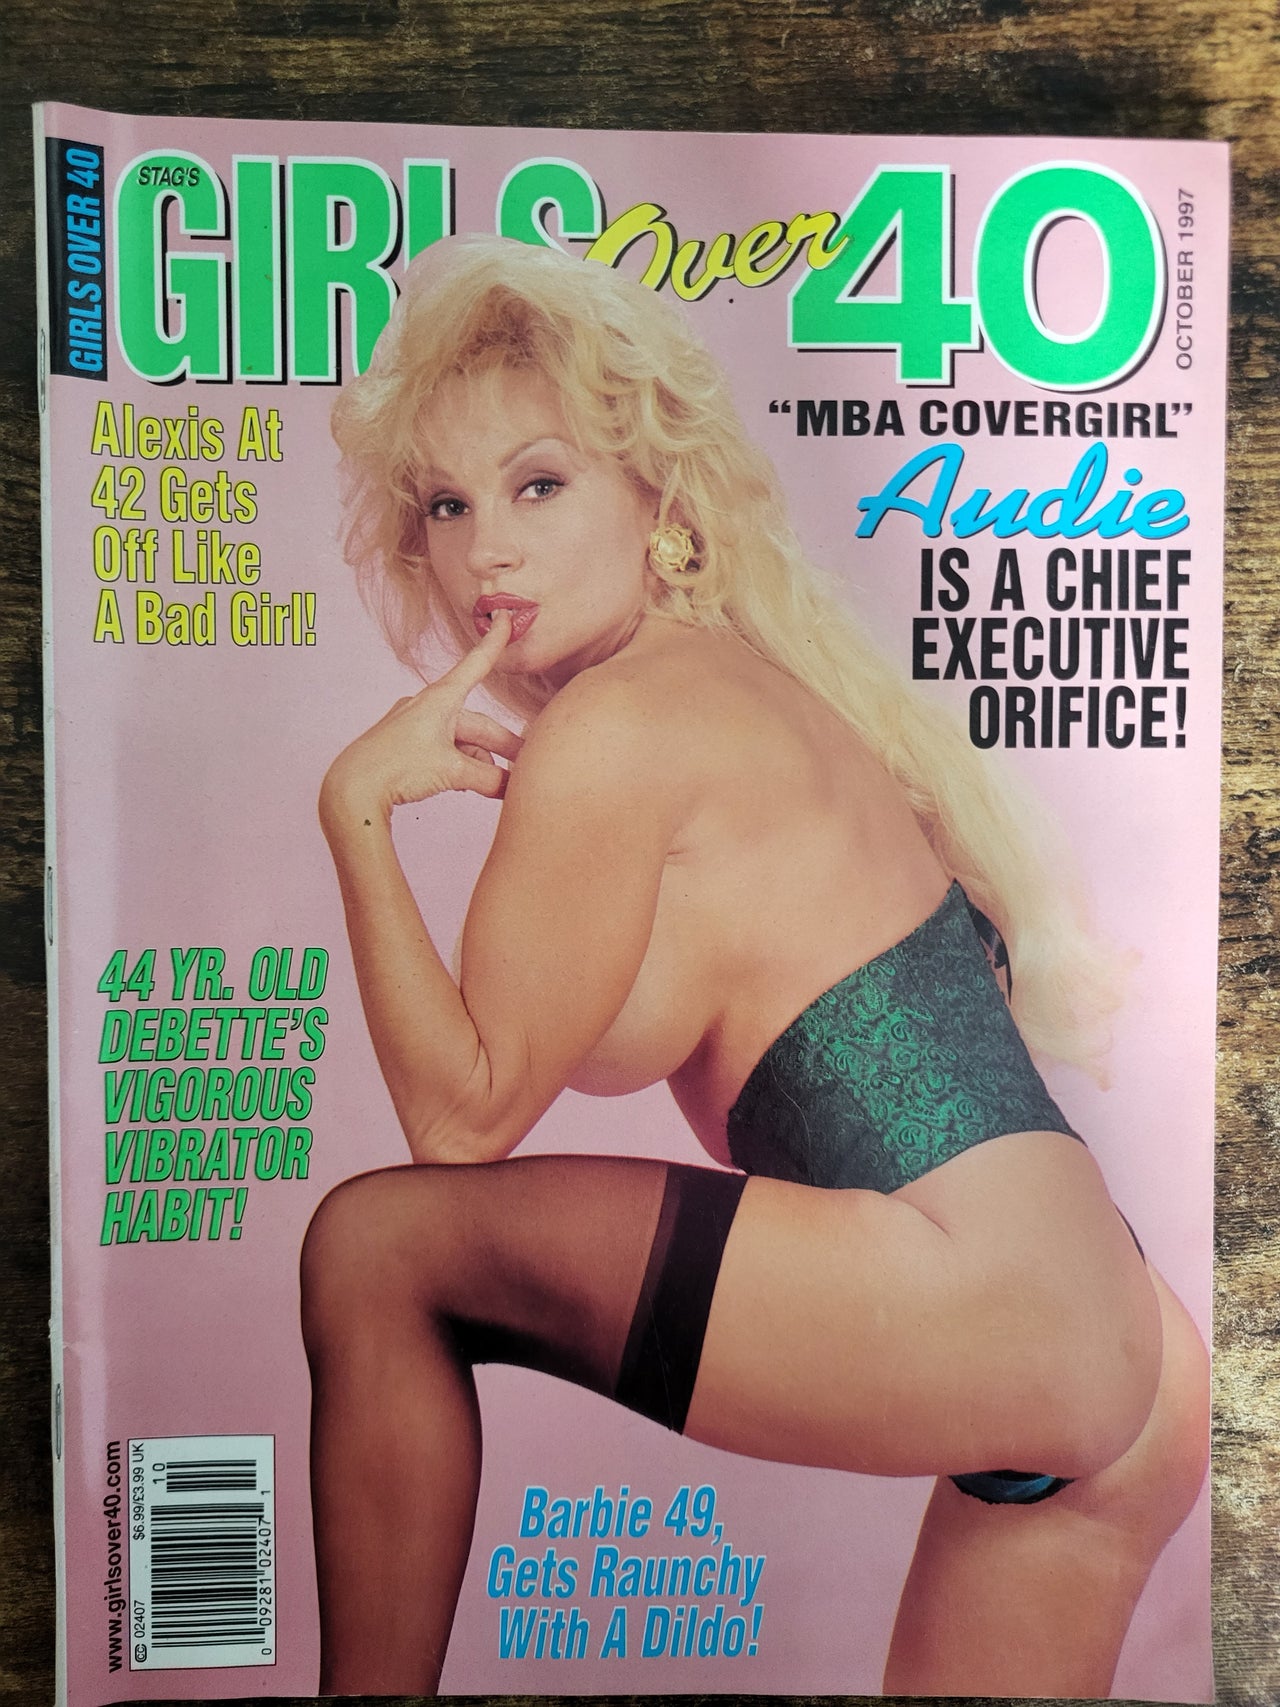 GIRLS OVER 40
STAG'S
GIRLS Over 40
OCTOBER 1997
Alexis At
42 Gets
Off Like
A Bad Girl!
“MBA COVERGIRL”
Audie
IS A CHIEF
EXECUTIVE
ORIFICE!
44 YR. OLD
DEBETTE'S
VIGOROUS
VIBRATOR
HABIT!
Barbie 49,
Gets Raunchy
With A Dildo!
www.girlsover40.com
$6.99/£3.99 UK
CC 02407
10
0 09281 02407 1